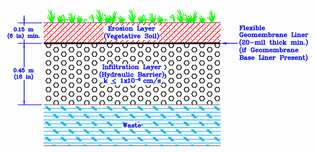 0.15 m
(6 in) min.
Erosion Layer
(Vegetative Soil)
Flexible
Geomembrane Liner
(20-mil thick min.)
(if Geomembrane
Base Liner Present)
0.45 m
(18 in)
Infiltration Layer
(Hydraulic Barrier)
k ≤ 1x10⁻⁶ cm/s
Waste